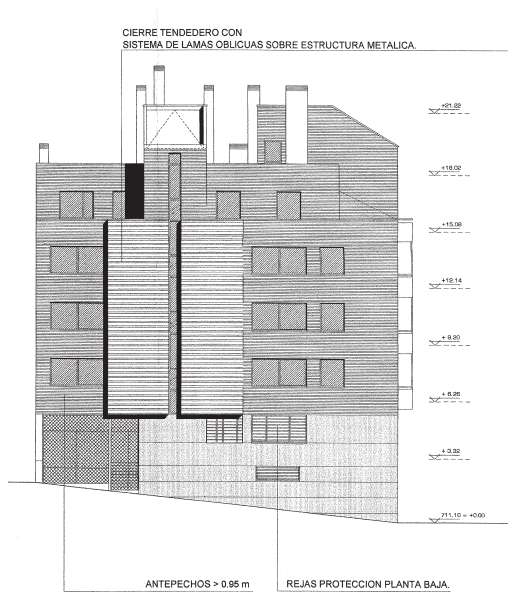 CIERRE TENDEDERO CON
SISTEMA DE LAMAS OBLICUAS SOBRE ESTRUCTURA METALICA.
+21.22
+18.02
+15.08
+12.14
+ 9.20
+ 6.26
+ 3.32
711.10 = +0.00
ANTEPECHOS > 0.95 m
REJAS PROTECCION PLANTA BAJA.